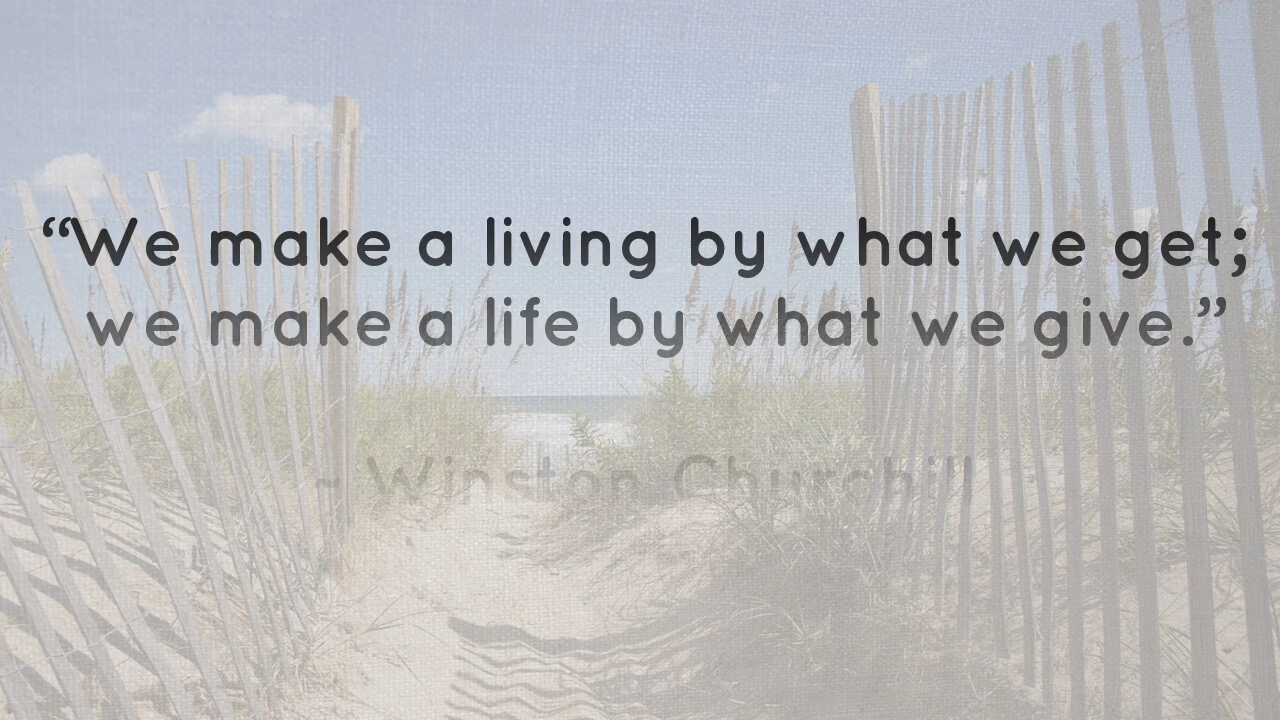 “We make a living by what we get;
we make a life by what we give.”
~ Winston Churchill